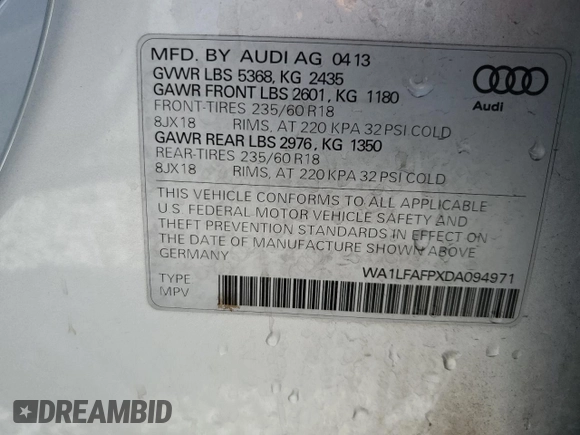 MFD. BY AUDI AG 0413
GVWR LBS 5368, KG 2435
GAWR FRONT LBS 2601, KG 1180
FRONT-TIRES 235/60 R18
8JX18 RIMS, AT 220 KPA 32 PSI COLD
GAWR REAR LBS 2976, KG 1350
REAR-TIRES 235/60 R18
8JX18 RIMS, AT 220 KPA 32 PSI COLD
Audi
THIS VEHICLE CONFORMS TO ALL APPLICABLE
U.S. FEDERAL MOTOR VEHICLE SAFETY AND
THEFT PREVENTION STANDARDS IN EFFECT ON
THE DATE OF MANUFACTURE SHOWN ABOVE.
GERMANY
WA1LFAFPXDA094971
TYPE
MPV
DREAMBID